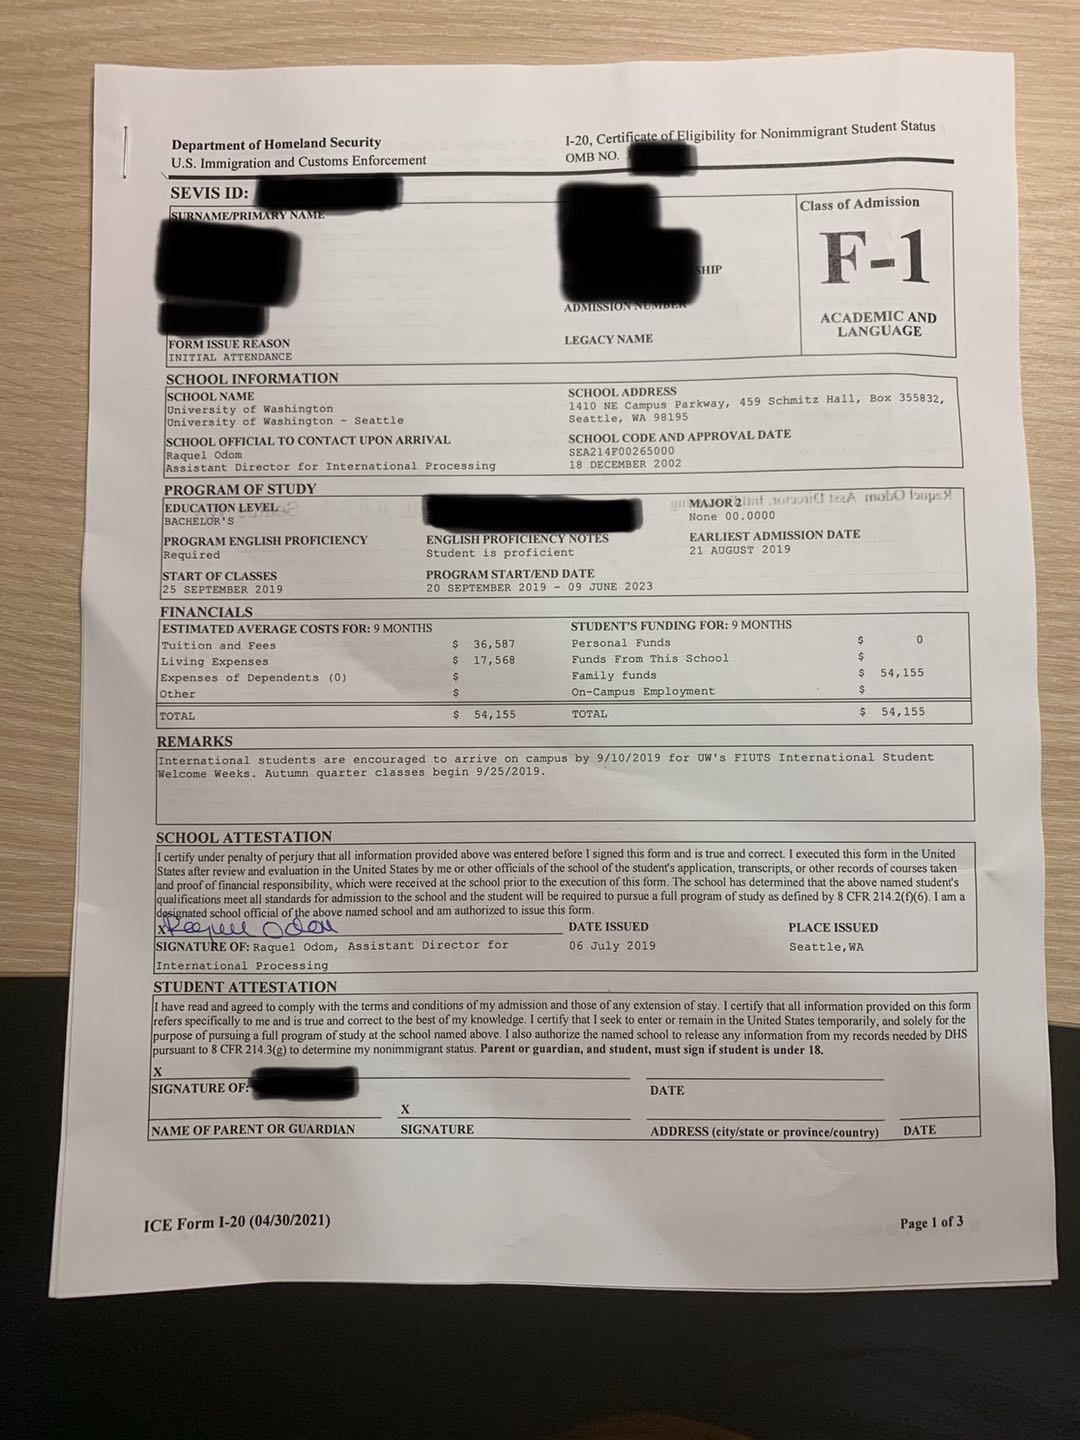 Department of Homeland Security
U.S. Immigration and Customs Enforcement
I-20, Certificate of Eligibility for Nonimmigrant Student Status
OMB NO.
SEVIS ID:
SURNAME/PRIMARY NAME
SHIP
ADMISSION NUMBER
FORM ISSUE REASON
INITIAL ATTENDANCE
LEGACY NAME
Class of Admission
F-1
ACADEMIC AND
LANGUAGE
SCHOOL INFORMATION
SCHOOL NAME
University of Washington
University of Washington - Seattle
SCHOOL ADDRESS
1410 NE Campus Parkway, 459 Schmitz Hall, Box 355832,
Seattle, WA 98195
SCHOOL OFFICIAL TO CONTACT UPON ARRIVAL
Raquel Odom
Assistant Director for International Processing
SCHOOL CODE AND APPROVAL DATE
SEA214F00265000
18 DECEMBER 2002
PROGRAM OF STUDY
EDUCATION LEVEL
BACHELOR'S
MAJOR 2
None 00.0000
PROGRAM ENGLISH PROFICIENCY
Required
ENGLISH PROFICIENCY NOTES
Student is proficient
EARLIEST ADMISSION DATE
21 AUGUST 2019
START OF CLASSES
25 SEPTEMBER 2019
PROGRAM START/END DATE
20 SEPTEMBER 2019 - 09 JUNE 2023
FINANCIALS
ESTIMATED AVERAGE COSTS FOR: 9 MONTHS
Tuition and Fees $ 36,587
Living Expenses $ 17,568
Expenses of Dependents (0) $
Other $
TOTAL $ 54,155
STUDENT'S FUNDING FOR: 9 MONTHS
Personal Funds $ 0
Funds From This School $
Family funds $ 54,155
On-Campus Employment $
TOTAL $ 54,155
REMARKS
International students are encouraged to arrive on campus by 9/10/2019 for UW's FIUTS International Student
Welcome Weeks. Autumn quarter classes begin 9/25/2019.
SCHOOL ATTESTATION
I certify under penalty of perjury that all information provided above was entered before I signed this form and is true and correct. I executed this form in the United
States after review and evaluation in the United States by me or other officials of the school of the student's application, transcripts, or other records of courses taken
and proof of financial responsibility, which were received at the school prior to the execution of this form. The school has determined that the above named student's
qualifications meet all standards for admission to the school and the student will be required to pursue a full program of study as defined by 8 CFR 214.2(f)(6). I am a
designated school official of the above named school and am authorized to issue this form.
X Raquel Odom
SIGNATURE OF: Raquel Odom, Assistant Director for
International Processing
DATE ISSUED
06 July 2019
PLACE ISSUED
Seattle,WA
STUDENT ATTESTATION
I have read and agreed to comply with the terms and conditions of my admission and those of any extension of stay. I certify that all information provided on this form
refers specifically to me and is true and correct to the best of my knowledge. I certify that I seek to enter or remain in the United States temporarily, and solely for the
purpose of pursuing a full program of study at the school named above. I also authorize the named school to release any information from my records needed by DHS
pursuant to 8 CFR 214.3(g) to determine my nonimmigrant status. Parent or guardian, and student, must sign if student is under 18.
X
SIGNATURE OF:
DATE
X
NAME OF PARENT OR GUARDIAN
SIGNATURE
ADDRESS (city/state or province/country)
DATE
ICE Form I-20 (04/30/2021)
Page 1 of 3